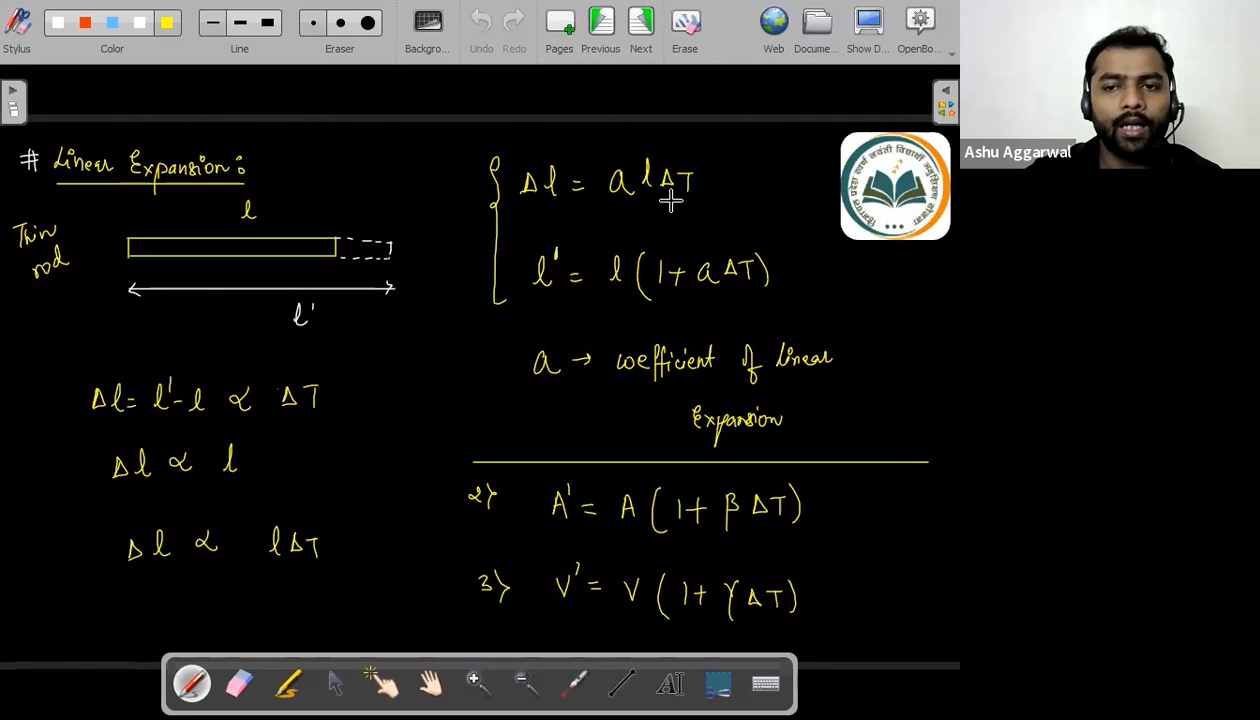 Stylus
Color
Line
Eraser
Backgro...
Undo
Redo
Pages
Previous
Next
Erase
Web
Docume...
Show D...
OpenBo...
Ashu Aggarwal
# Linear Expansion :
l
Thin
rod
l'
Δl = l' - l ∝ ΔT
Δl ∝ l
Δl ∝ lΔT
Δl = a l ΔT
l' = l (1 + a ΔT)
a → coefficient of linear
Expansion
2) A' = A (1 + β ΔT)
3) V' = V (1 + γ ΔT)
AI